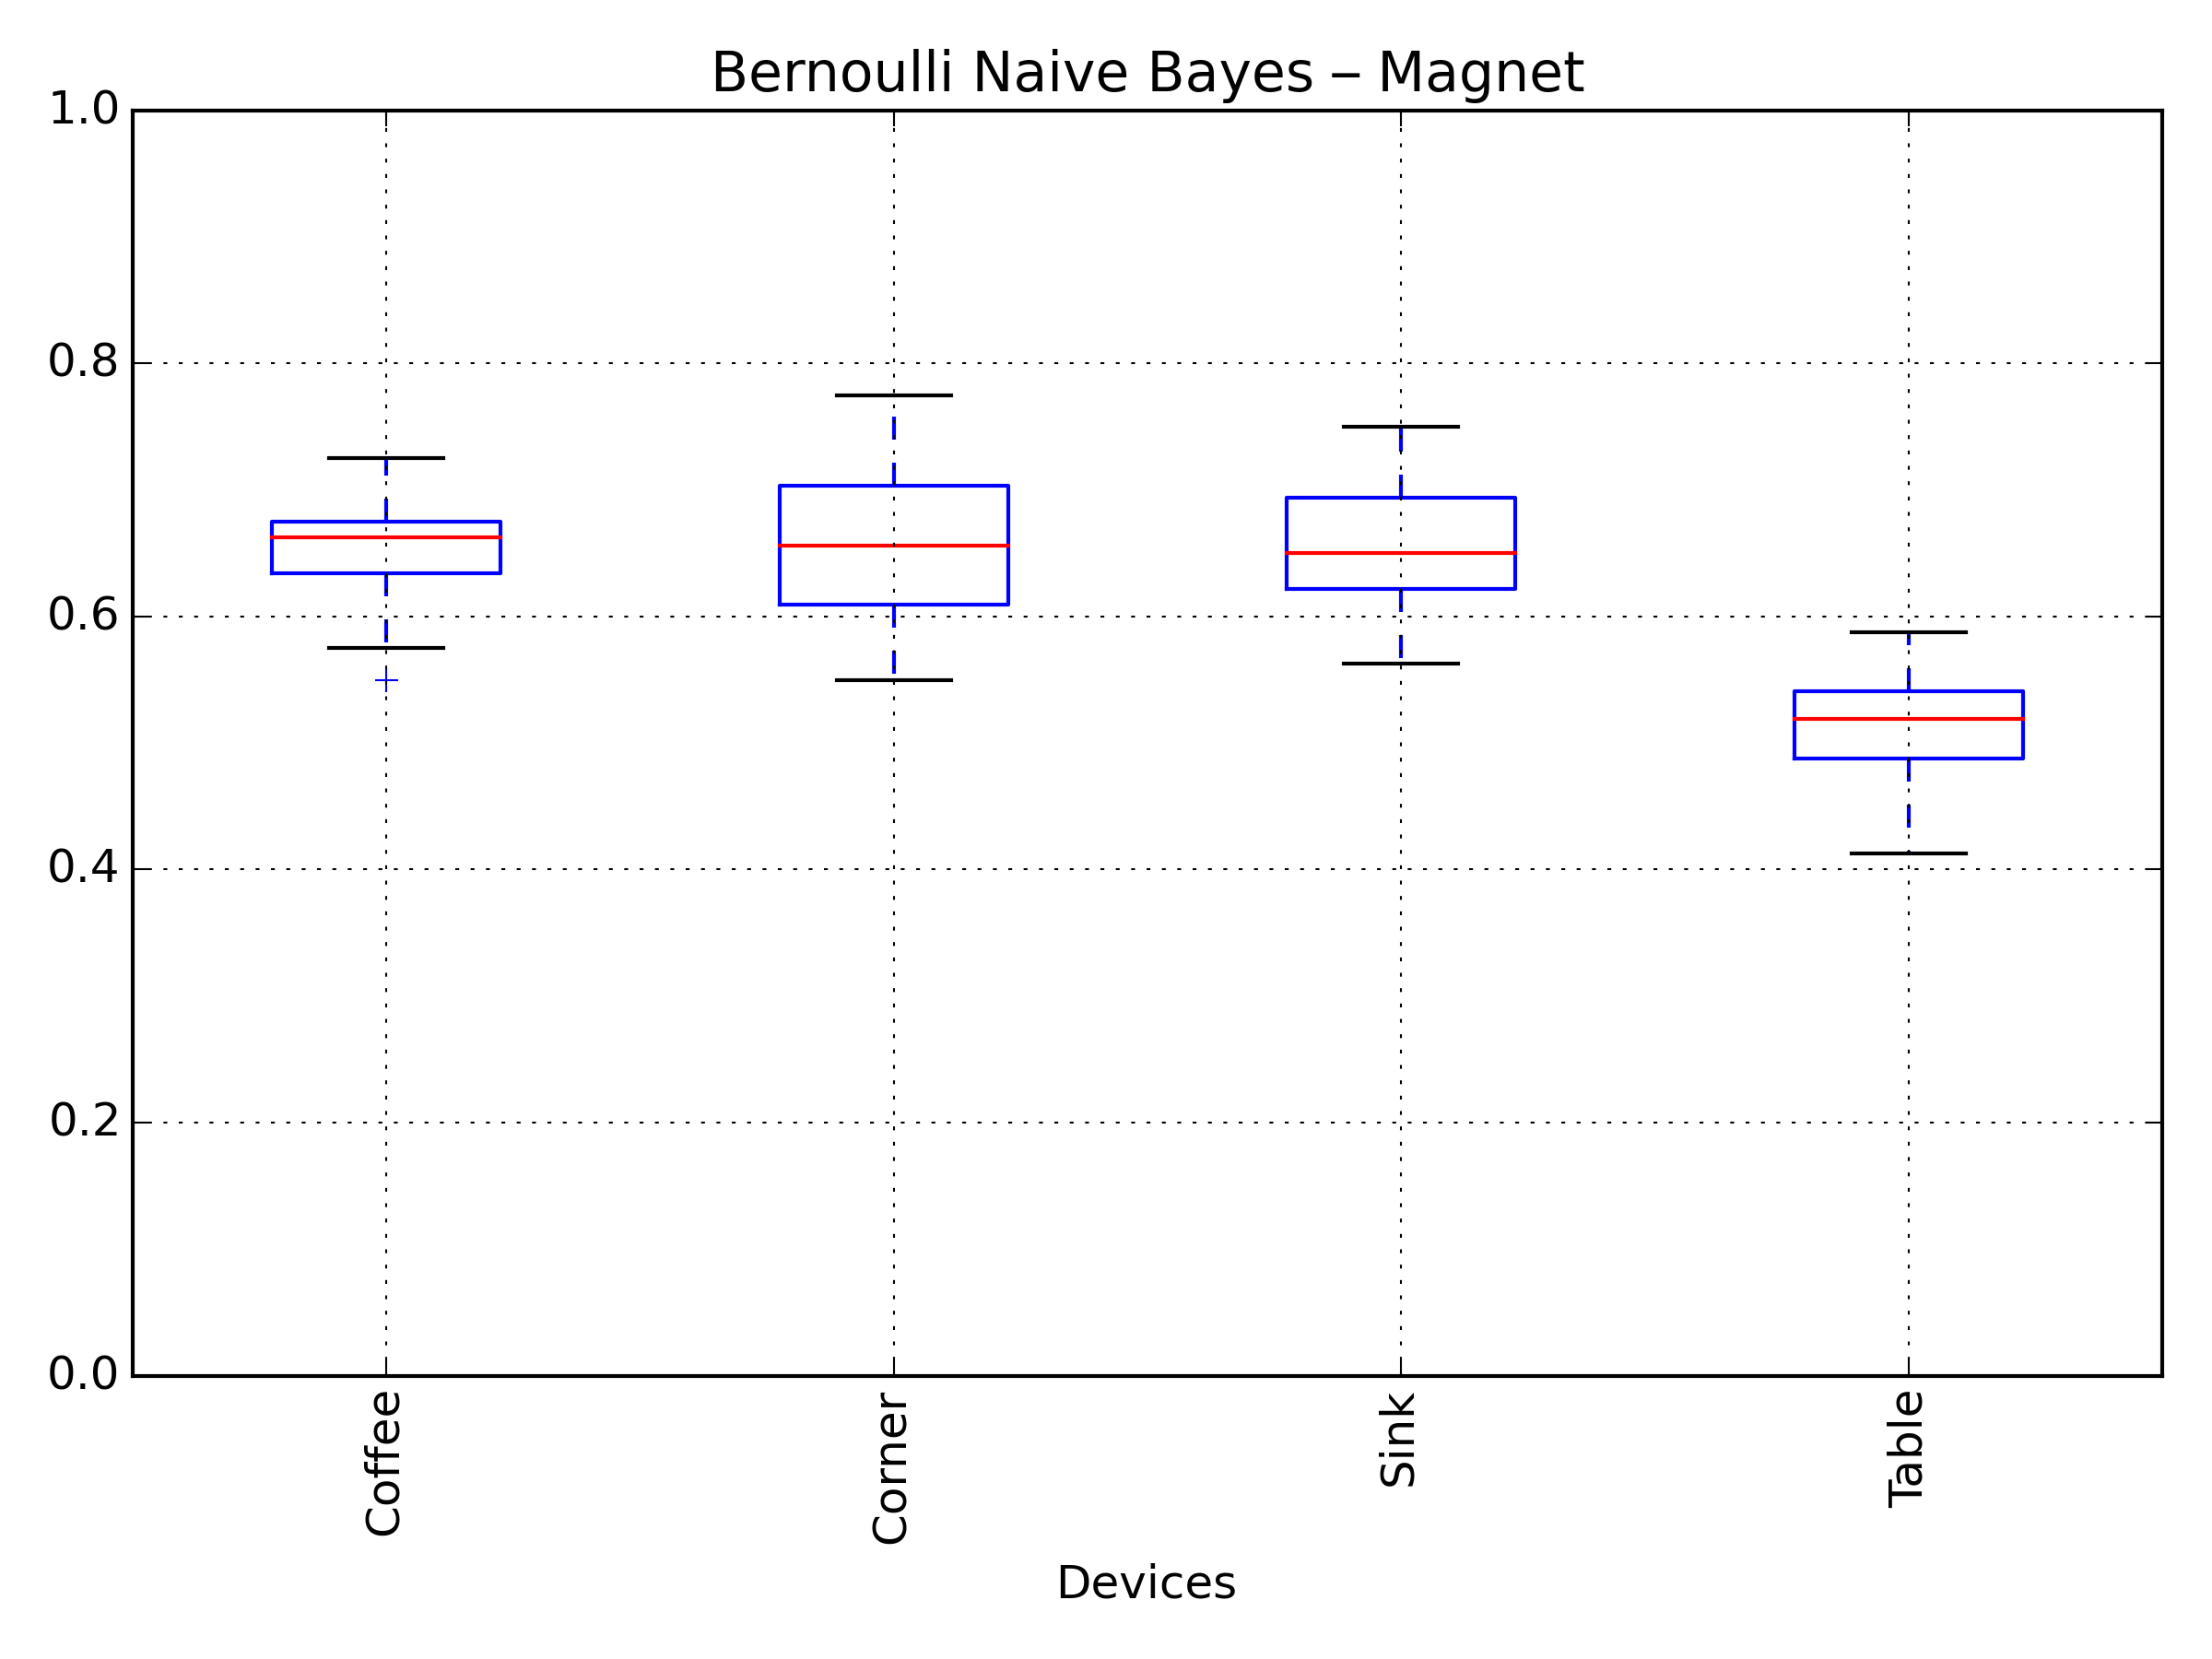 Bernoulli Naive Bayes – Magnet
1.0
0.8
0.6
0.4
0.2
0.0
Coffee
Corner
Sink
Table
Devices